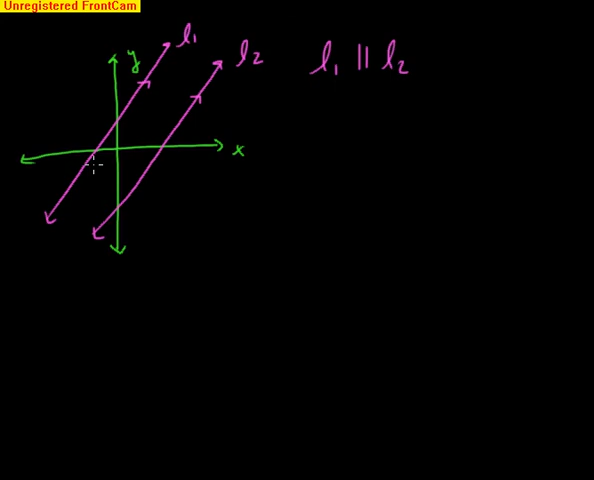 Unregistered FrontCam
l₁
y
l₂
l₁ || l₂
x